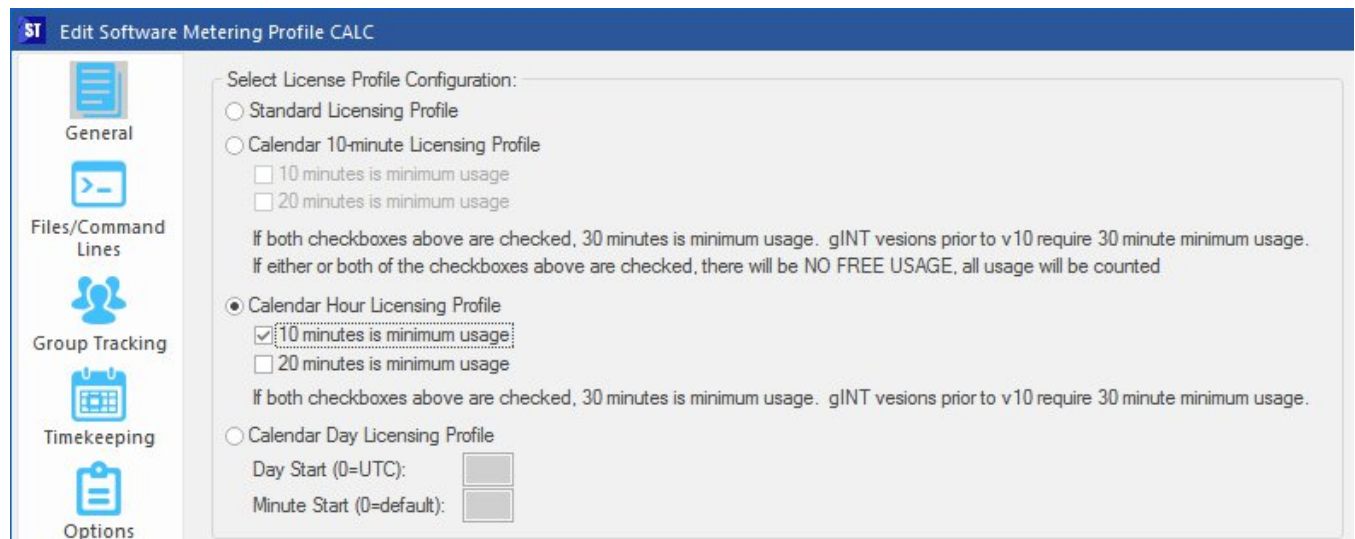 ST Edit Software Metering Profile CALC
General
Files/Command
Lines
Group Tracking
Timekeeping
Options
Select License Profile Configuration:
Standard Licensing Profile
Calendar 10-minute Licensing Profile
10 minutes is minimum usage
20 minutes is minimum usage
If both checkboxes above are checked, 30 minutes is minimum usage. gINT vesions prior to v10 require 30 minute minimum usage.
If either or both of the checkboxes above are checked, there will be NO FREE USAGE, all usage will be counted
Calendar Hour Licensing Profile
10 minutes is minimum usage
20 minutes is minimum usage
If both checkboxes above are checked, 30 minutes is minimum usage. gINT vesions prior to v10 require 30 minute minimum usage.
Calendar Day Licensing Profile
Day Start (0=UTC):
Minute Start (0=default):